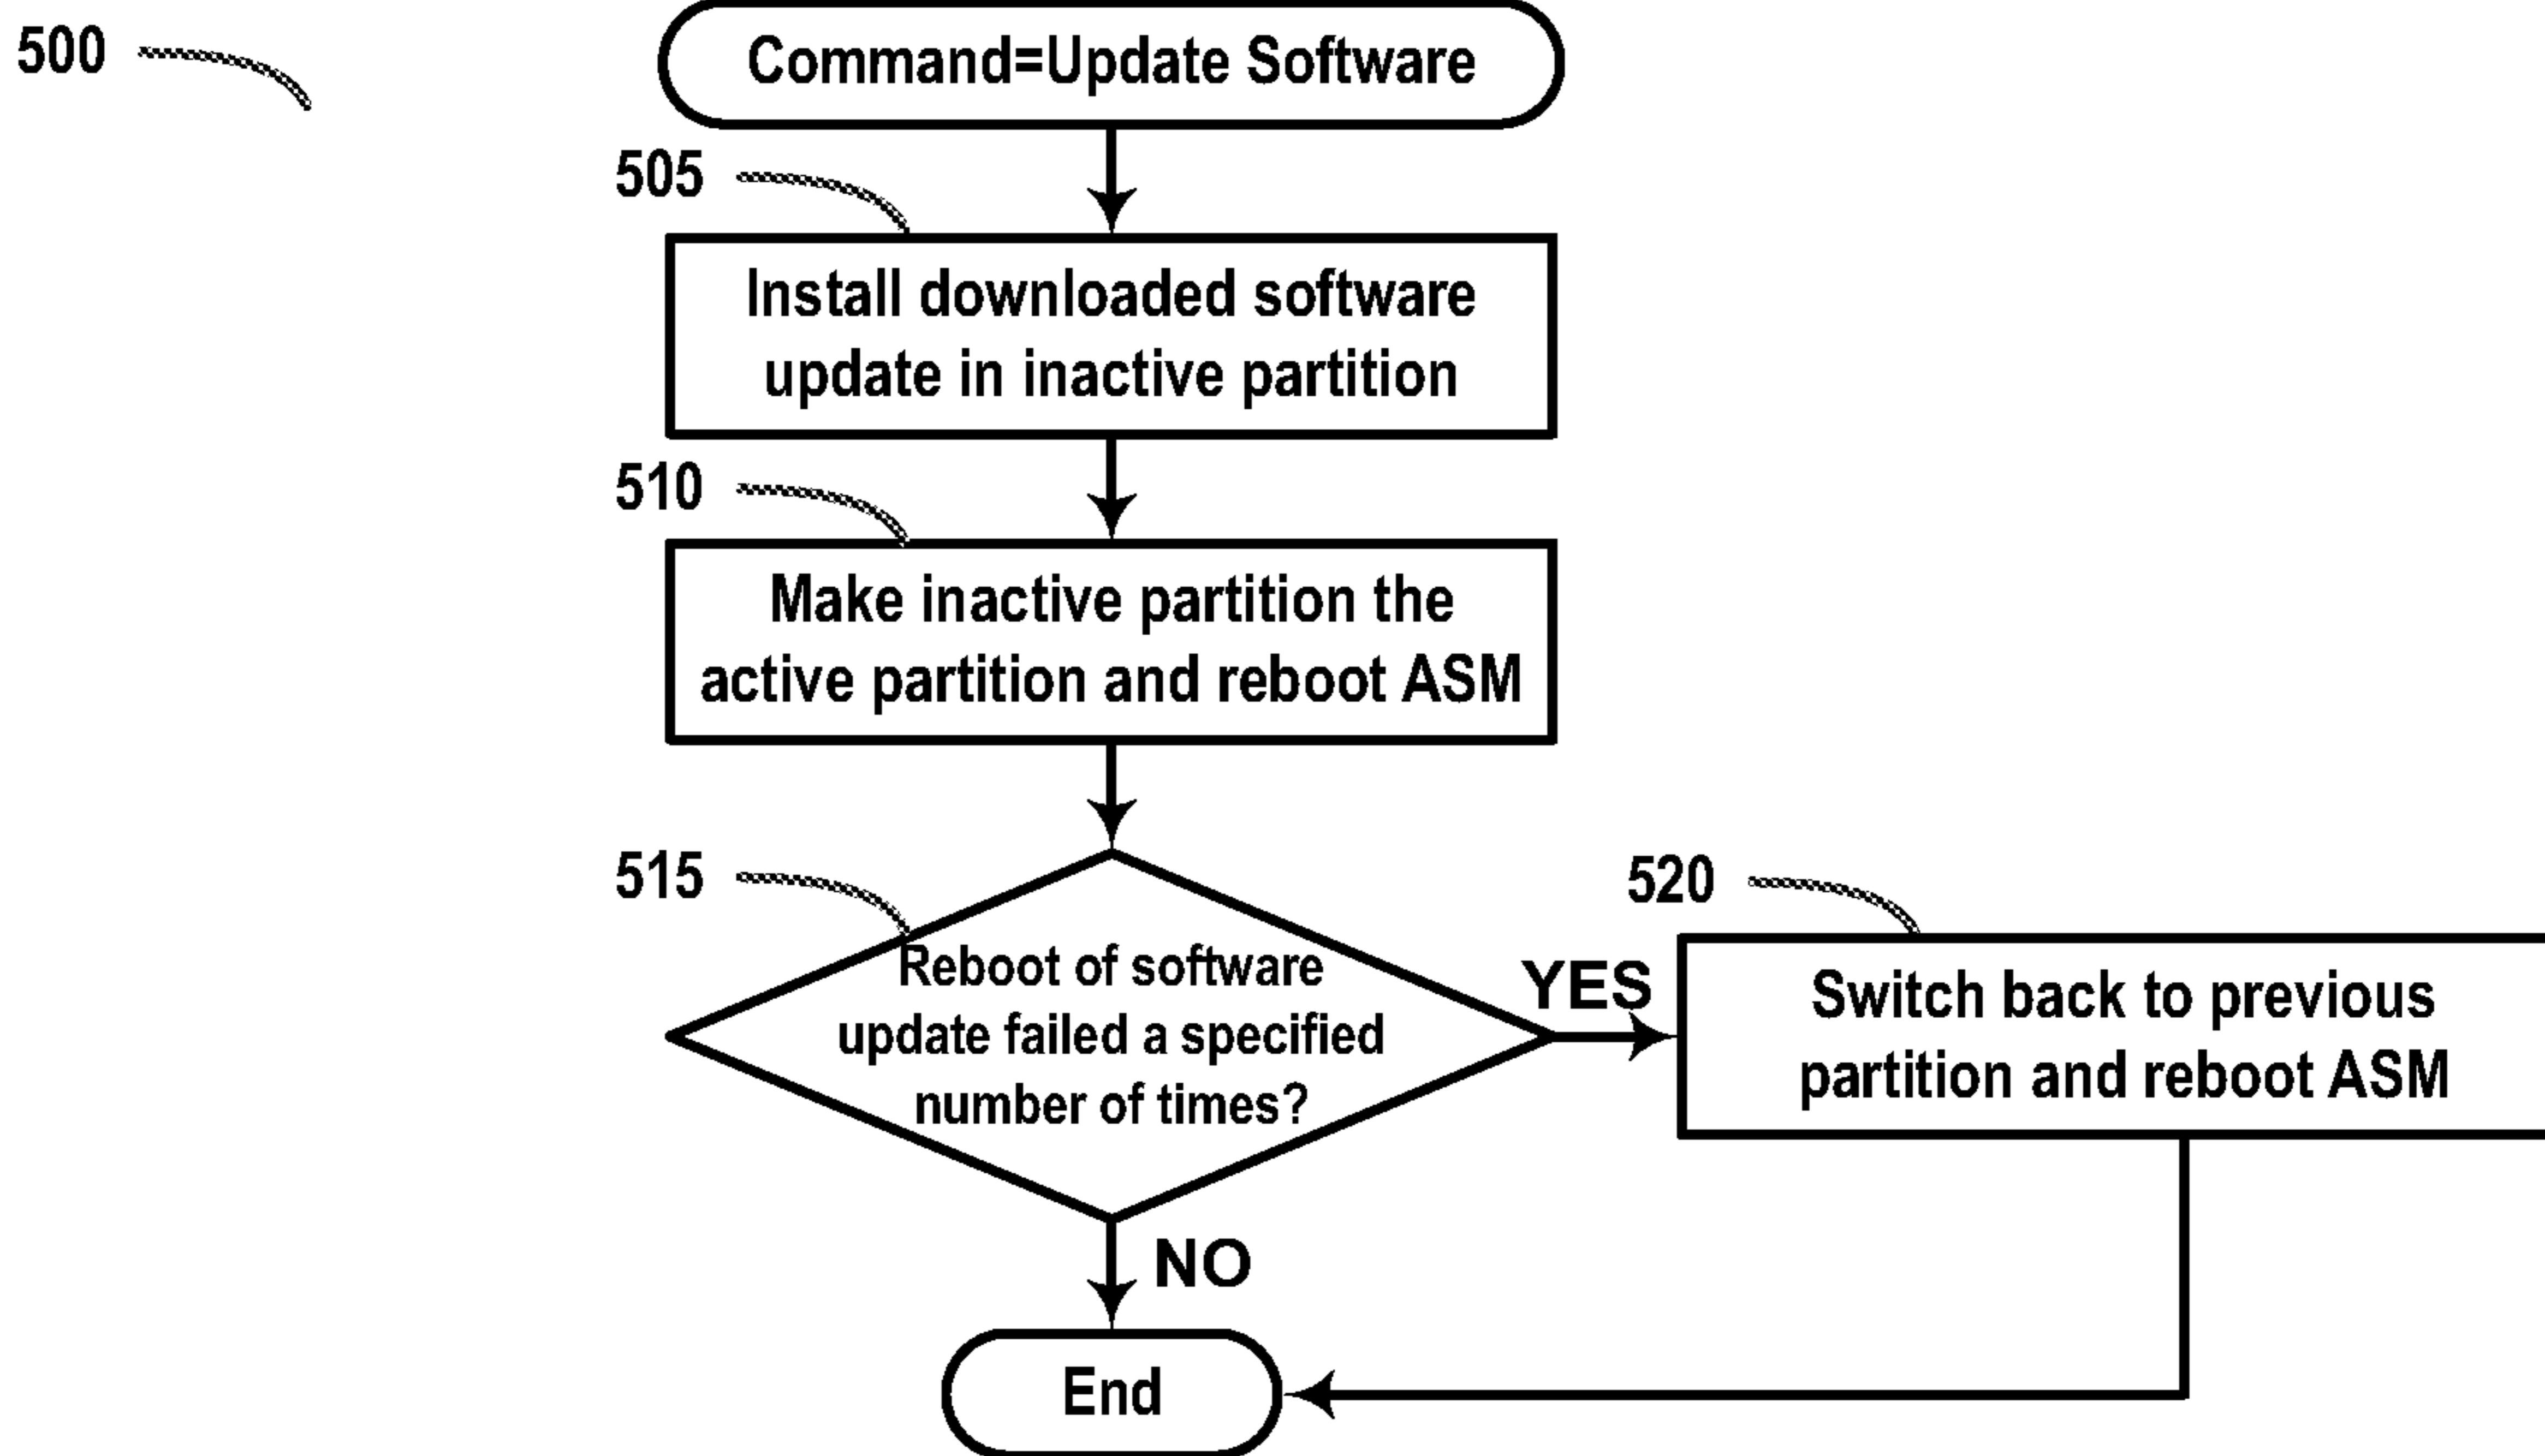 500
Command=Update Software
505
Install downloaded software
update in inactive partition
510
Make inactive partition the
active partition and reboot ASM
515
Reboot of software
update failed a specified
number of times?
YES
520
Switch back to previous
partition and reboot ASM
NO
End